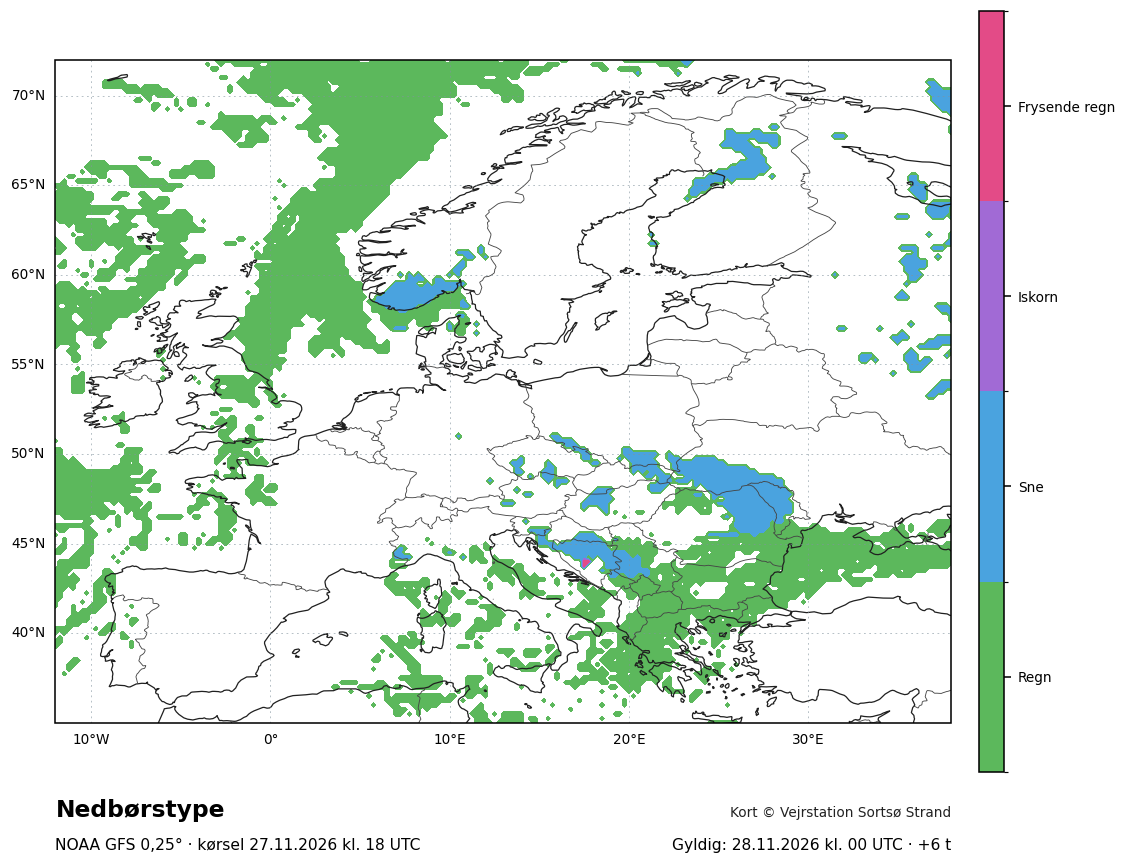 70°N
65°N
60°N
55°N
50°N
45°N
40°N
10°W
0°
10°E
20°E
30°E
Frysende regn
Iskorn
Sne
Regn
Nedbørstype
Kort © Vejrstation Sortsø Strand
NOAA GFS 0,25° · kørsel 27.11.2026 kl. 18 UTC
Gyldig: 28.11.2026 kl. 00 UTC · +6 t